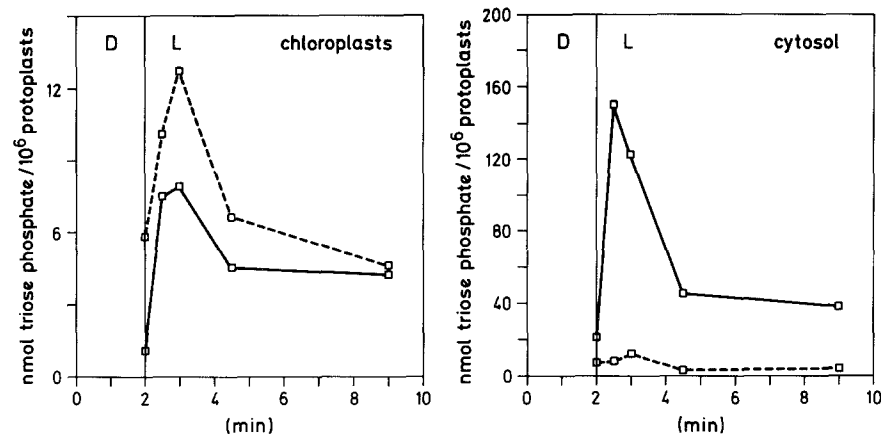 nmol triose phosphate/10⁶ protoplasts
D L chloroplasts
12
6
0
0 2 4 6 8 10
(min)
nmol triose phosphate/10⁶ protoplasts
D L cytosol
200
160
120
80
40
0
0 2 4 6 8 10
(min)